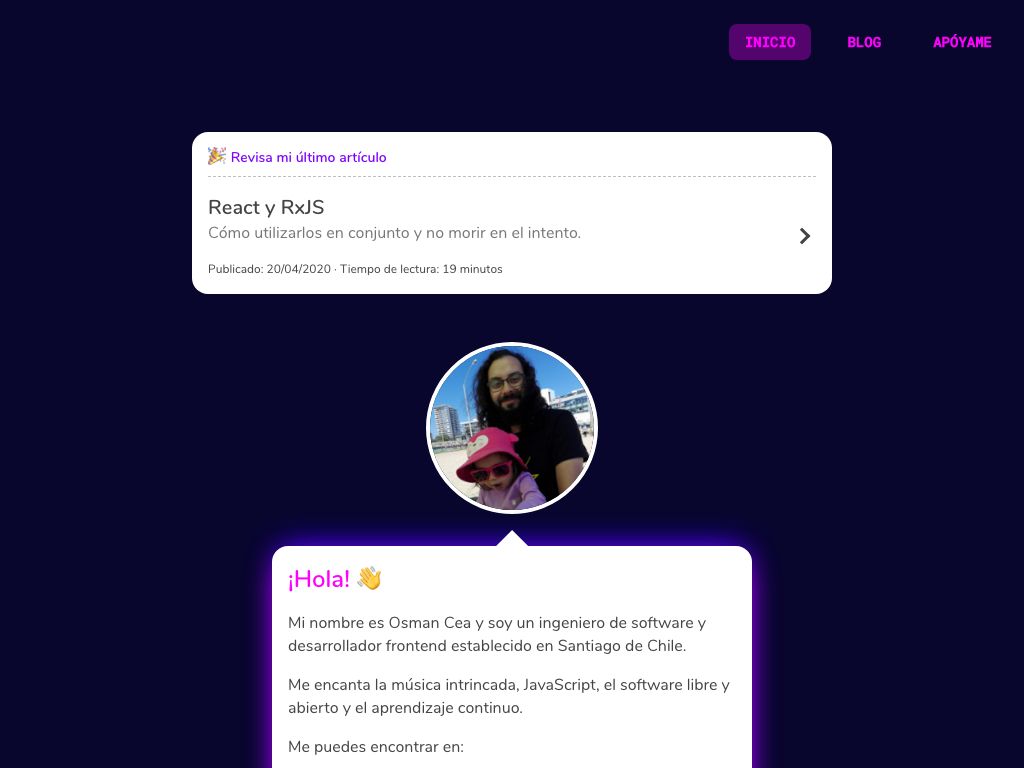 INICIO BLOG APÓYAME
🎉 Revisa mi último artículo
React y RxJS
Cómo utilizarlos en conjunto y no morir en el intento.
Publicado: 20/04/2020 · Tiempo de lectura: 19 minutos
¡Hola! 👋
Mi nombre es Osman Cea y soy un ingeniero de software y
desarrollador frontend establecido en Santiago de Chile.
Me encanta la música intrincada, JavaScript, el software libre y
abierto y el aprendizaje continuo.
Me puedes encontrar en: